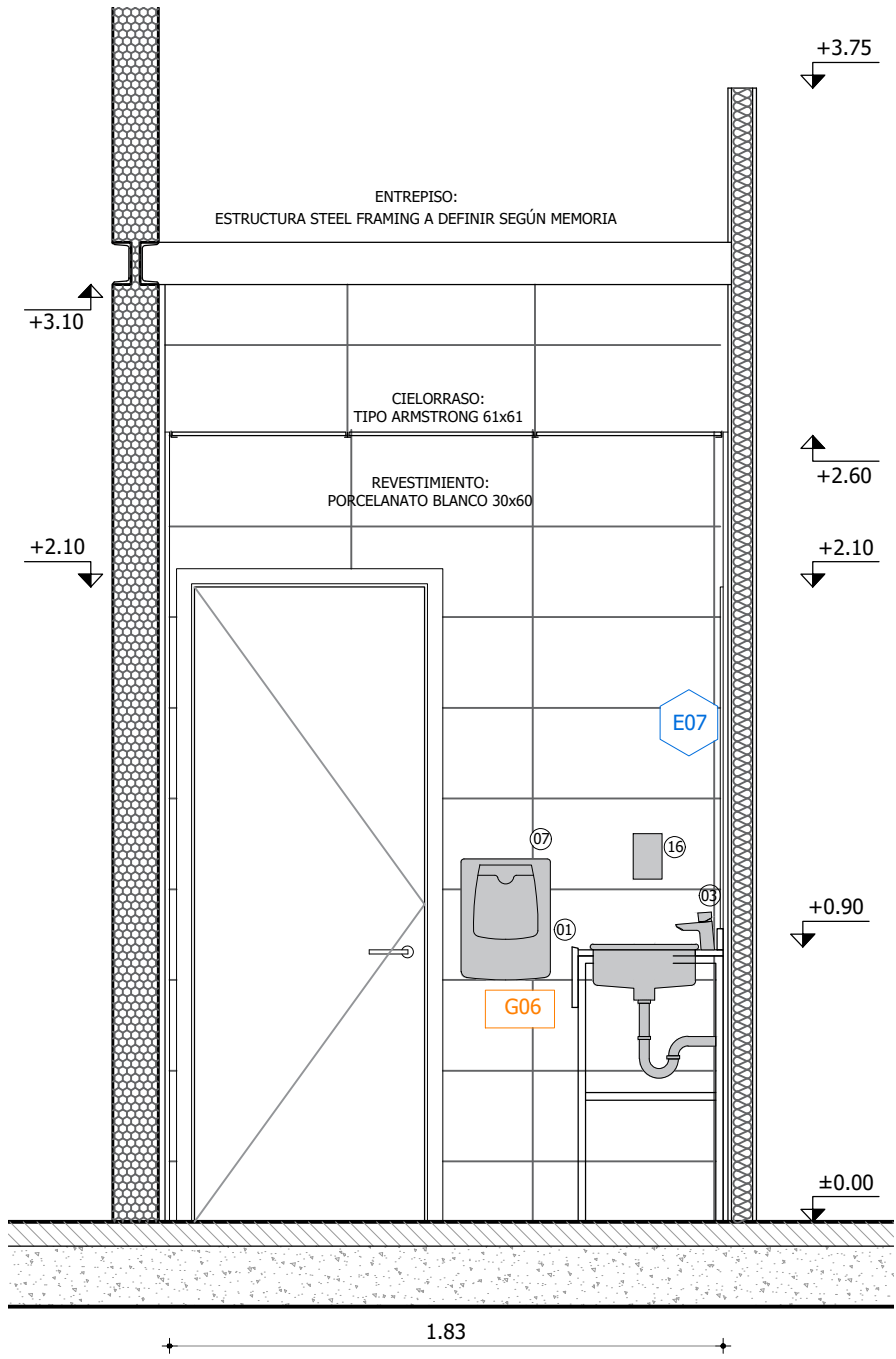 +3.75
ENTREPISO:
ESTRUCTURA STEEL FRAMING A DEFINIR SEGÚN MEMORIA
+3.10
CIELORRASO:
TIPO ARMSTRONG 61x61
+2.60
REVESTIMIENTO:
PORCELANATO BLANCO 30x60
+2.10
+2.10
E07
07
16
03
01
+0.90
G06
±0.00
1.83